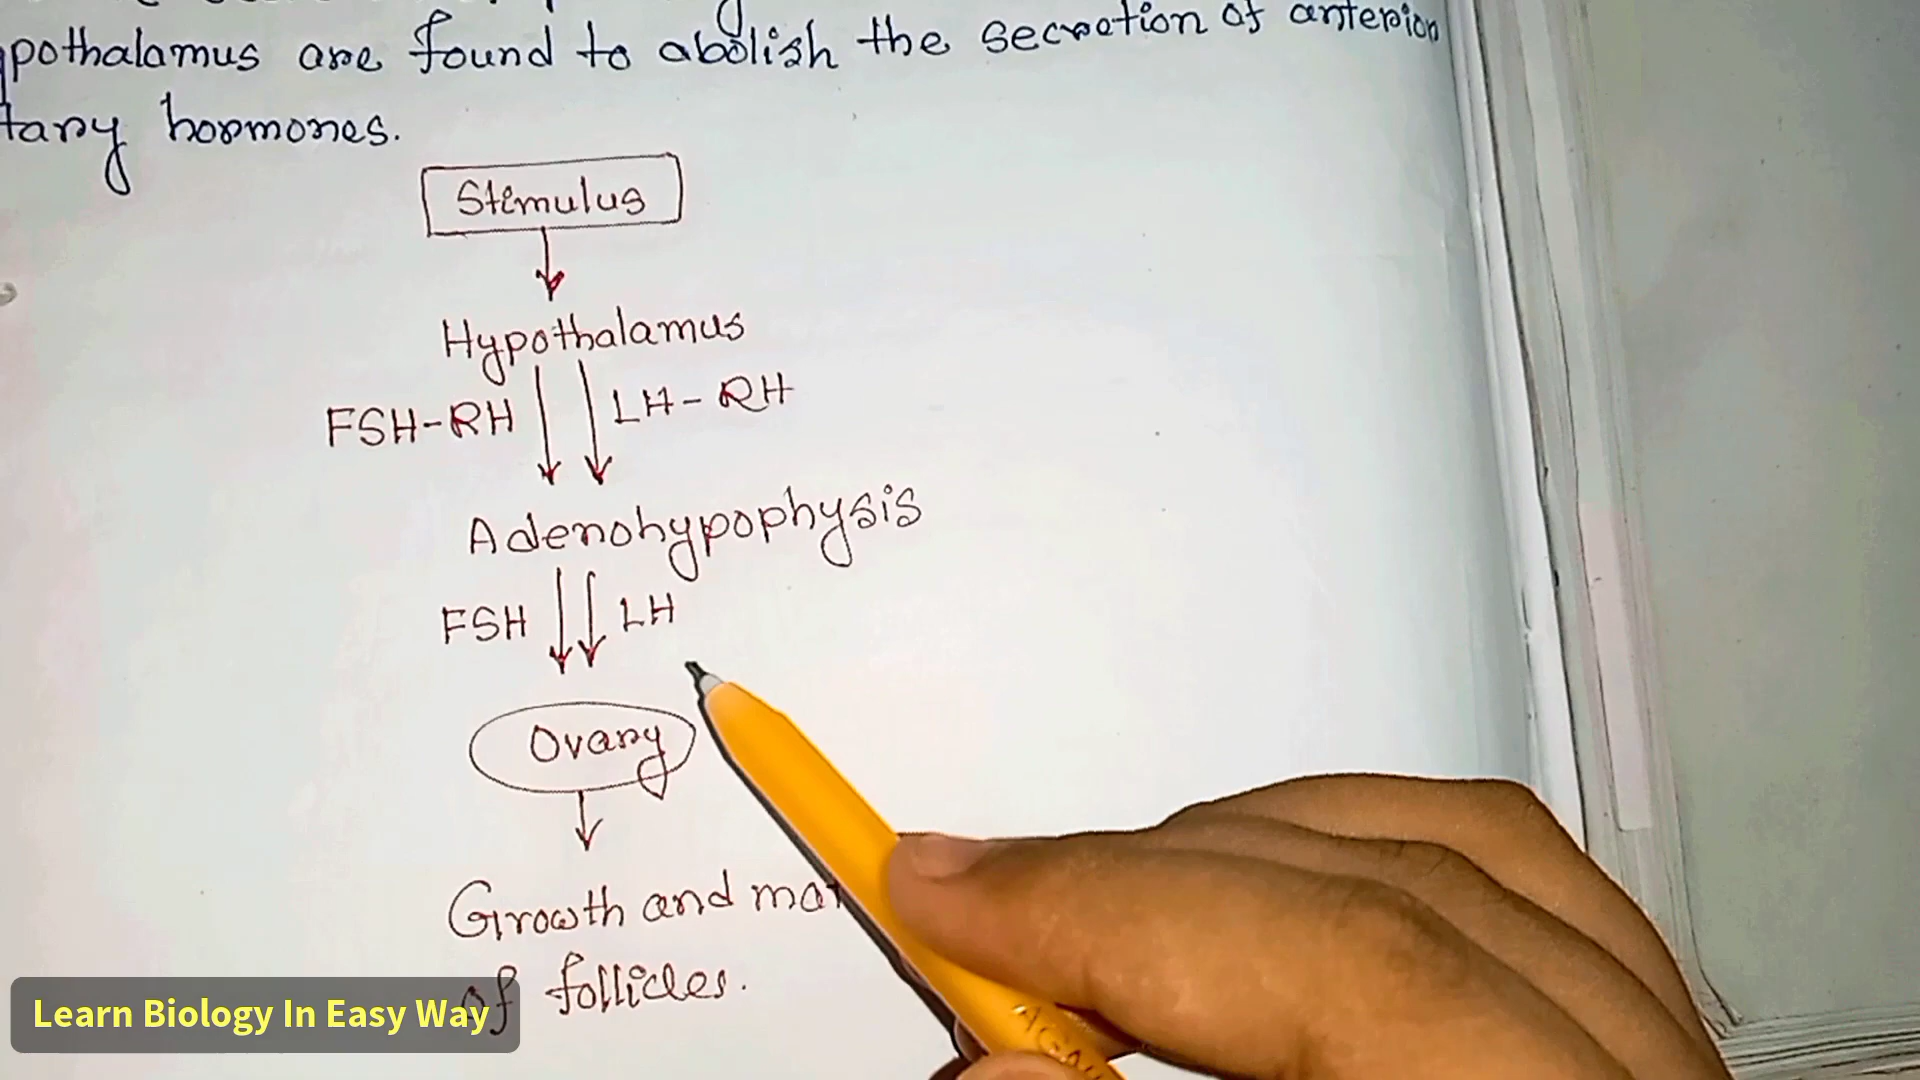 pothalamus are found to abolish the secretion of anterior
tary hormones.
Stimulus
Hypothalamus
FSH-RH LH-RH
Adenohypophysis
FSH LH
Ovary
Growth and mat
of follicles.
Learn Biology In Easy Way